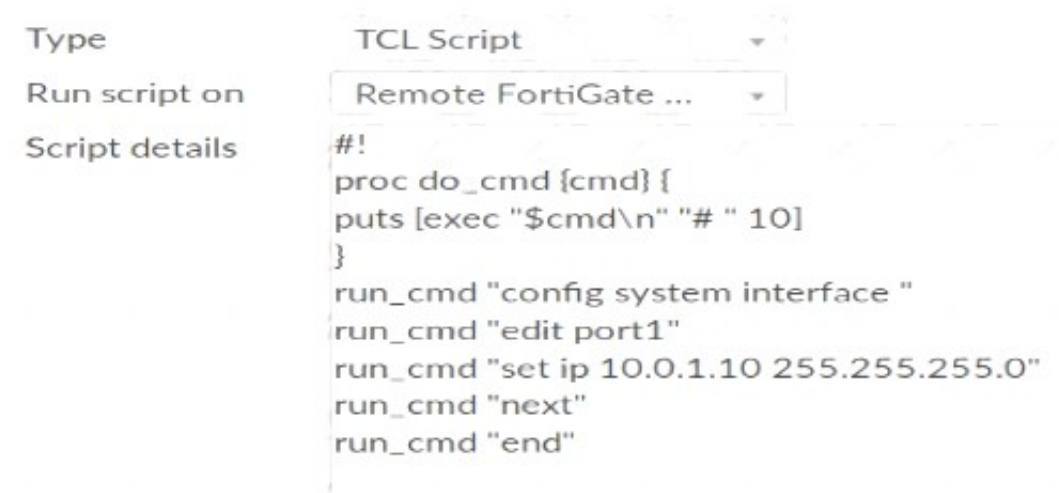 Type TCL Script
Run script on Remote FortiGate ...
Script details #!
proc do_cmd {cmd} {
puts [exec "$cmd\n" "# " 10]
}
run_cmd "config system interface "
run_cmd "edit port1"
run_cmd "set ip 10.0.1.10 255.255.255.0"
run_cmd "next"
run_cmd "end"